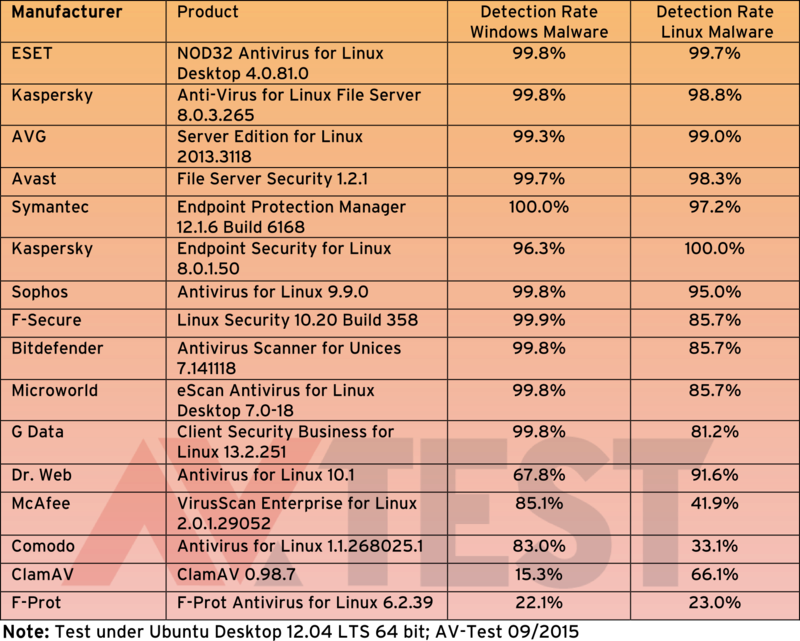 Manufacturer Product Detection Rate Windows Malware Detection Rate Linux Malware
ESET NOD32 Antivirus for Linux Desktop 4.0.81.0 99.8% 99.7%
Kaspersky Anti-Virus for Linux File Server 8.0.3.265 99.8% 98.8%
AVG Server Edition for Linux 2013.3118 99.3% 99.0%
Avast File Server Security 1.2.1 99.7% 98.3%
Symantec Endpoint Protection Manager 12.1.6 Build 6168 100.0% 97.2%
Kaspersky Endpoint Security for Linux 8.0.1.50 96.3% 100.0%
Sophos Antivirus for Linux 9.9.0 99.8% 95.0%
F-Secure Linux Security 10.20 Build 358 99.9% 85.7%
Bitdefender Antivirus Scanner for Unices 7.141118 99.8% 85.7%
Microworld eScan Antivirus for Linux Desktop 7.0-18 99.8% 85.7%
G Data Client Security Business for Linux 13.2.251 99.8% 81.2%
Dr. Web Antivirus for Linux 10.1 67.8% 91.6%
McAfee VirusScan Enterprise for Linux 2.0.1.29052 85.1% 41.9%
Comodo Antivirus for Linux 1.1.268025.1 83.0% 33.1%
ClamAV ClamAV 0.98.7 15.3% 66.1%
F-Prot F-Prot Antivirus for Linux 6.2.39 22.1% 23.0%
AV TEST
Note: Test under Ubuntu Desktop 12.04 LTS 64 bit; AV-Test 09/2015